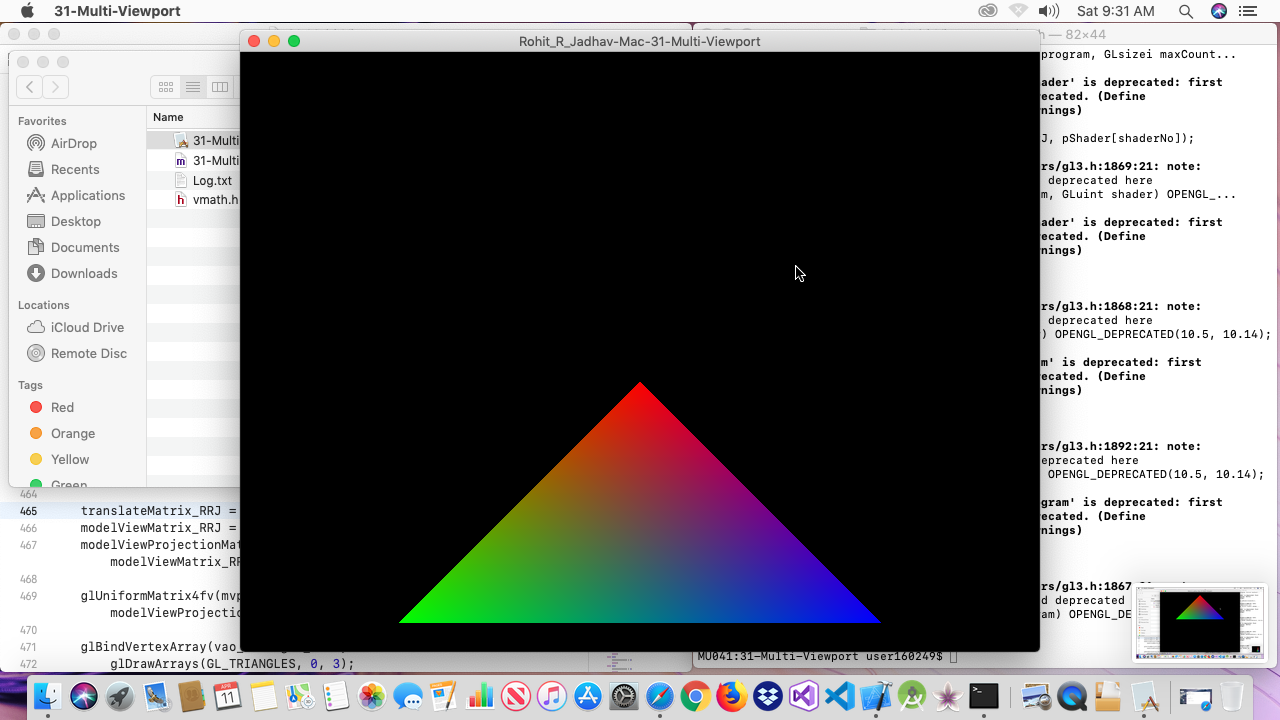 31-Multi-Viewport
Sat 9:31 AM
Rohit_R_Jadhav-Mac-31-Multi-Viewport
— 82×44
Favorites
AirDrop
Recents
Applications
Desktop
Documents
Downloads
Locations
iCloud Drive
Remote Disc
Tags
Red
Orange
Yellow
Green
Name
31-Multi
31-Multi
Log.txt
vmath.h
program, GLsizei maxCount...
ader' is deprecated: first
ecated. (Define
nings)
J, pShader[shaderNo]);
rs/gl3.h:1869:21: note:
deprecated here
m, GLuint shader) OPENGL_...
ader' is deprecated: first
ecated. (Define
nings)
rs/gl3.h:1868:21: note:
deprecated here
) OPENGL_DEPRECATED(10.5, 10.14);
m' is deprecated: first
ecated. (Define
nings)
rs/gl3.h:1892:21: note:
eprecated here
OPENGL_DEPRECATED(10.5, 10.14);
gram' is deprecated: first
ecated. (Define
nings)
rs/gl3.h:1867
d deprecated
am) OPENGL_DE
464
465 translateMatrix_RRJ =
466 modelViewMatrix_RRJ =
467 modelViewProjectionMat
modelViewMatrix_RR
468
469 glUniformMatrix4fv(mvp
modelViewProjectio
470
471 glBindVertexArray(vao_
472 glDrawArrays(GL_TRIANGLES, 0, 3);
31-Multi-Viewport user1682495
APR
1